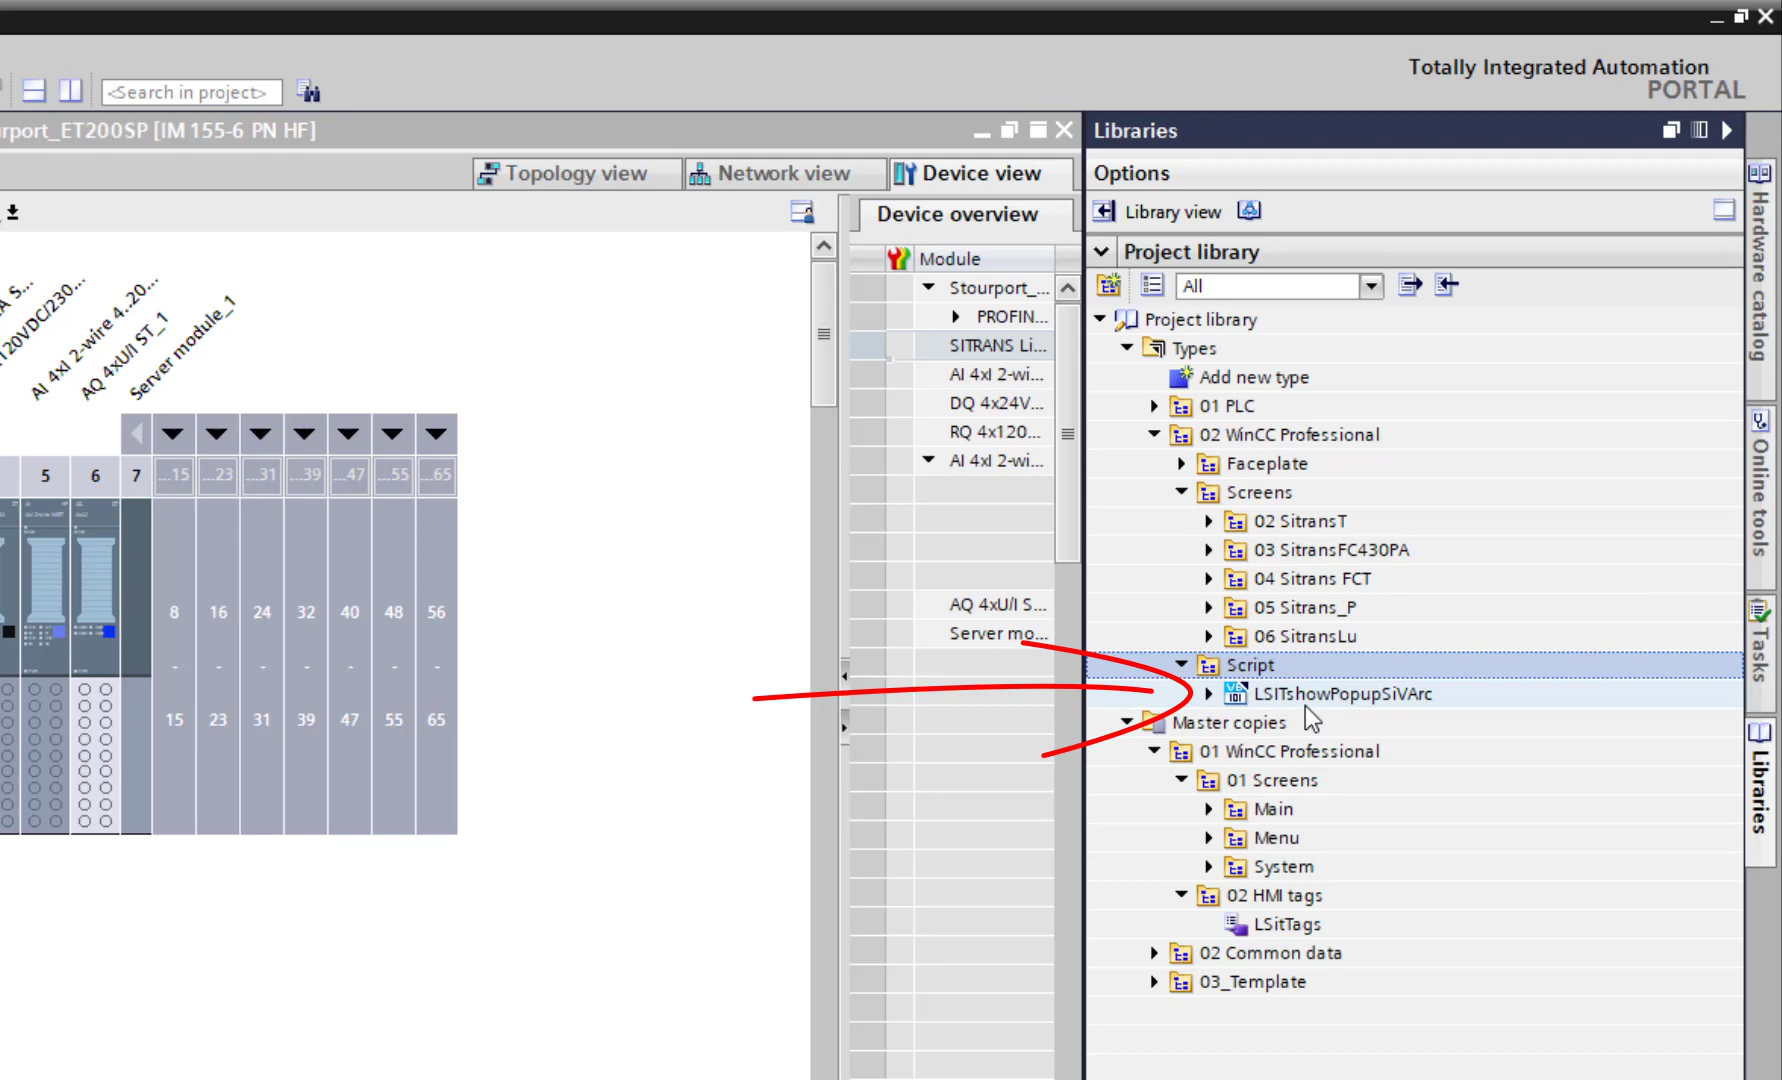 Totally Integrated Automation
PORTAL
<Search in project>
rport_ET200SP [IM 155-6 PN HF]
Libraries
Topology view
Network view
Device view
Options
Device overview
Library view
Module
Project library
All
Stourport_...
PROFIN...
SITRANS Li...
AI 4xI 2-wi...
DQ 4x24V...
RQ 4x120...
AI 4xI 2-wi...
AQ 4xU/I S...
Server mo...
A S...
120VDC/230...
AI 4xI 2-wire 4..20...
AQ 4xU/I ST_1
Server module_1
5 6 7 ...15 ...23 ...31 ...39 ...47 ...55 ...65
8 16 24 32 40 48 56
- - - - - - -
15 23 31 39 47 55 65
Project library
Types
Add new type
01 PLC
02 WinCC Professional
Faceplate
Screens
02 SitransT
03 SitransFC430PA
04 Sitrans FCT
05 Sitrans_P
06 SitransLu
Script
LSITshowPopupSiVArc
Master copies
01 WinCC Professional
01 Screens
Main
Menu
System
02 HMI tags
LSitTags
02 Common data
03_Template
Hardware catalog
Online tools
Tasks
Libraries